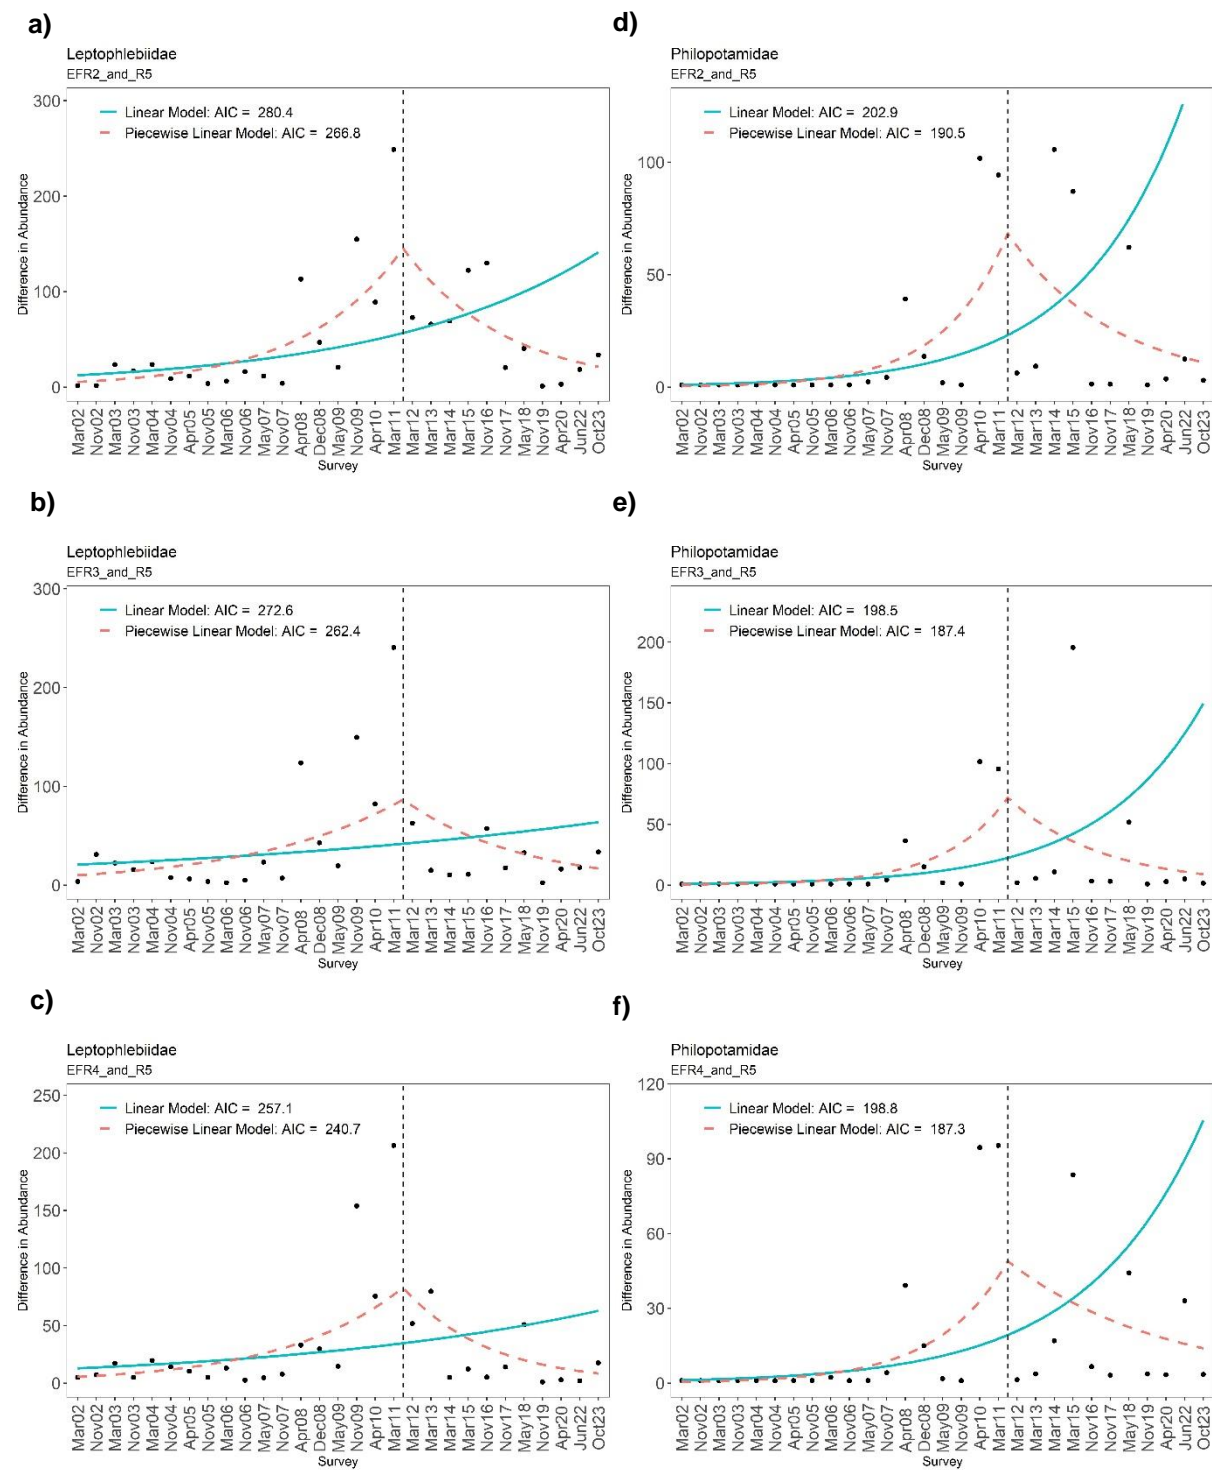 a)
Leptophlebiidae
EFR2_and_R5
Linear Model: AIC = 280.4
Piecewise Linear Model: AIC = 266.8
300
200
100
0
Difference in Abundance
Mar02 Nov02 Mar03 Nov03 Mar04 Nov04 Apr05 Nov05 Mar06 Nov06 May07 Nov07 Apr08 Dec08 May09 Nov09 Apr10 Mar11 Mar12 Mar13 Mar14 Mar15 Nov16 Nov17 May18 Nov19 Apr20 Jun22 Oct23
Survey
d)
Philopotamidae
EFR2_and_R5
Linear Model: AIC = 202.9
Piecewise Linear Model: AIC = 190.5
100
50
0
Difference in Abundance
Mar02 Nov02 Mar03 Nov03 Mar04 Nov04 Apr05 Nov05 Mar06 Nov06 May07 Nov07 Apr08 Dec08 May09 Nov09 Apr10 Mar11 Mar12 Mar13 Mar14 Mar15 Nov16 Nov17 May18 Nov19 Apr20 Jun22 Oct23
Survey
b)
Leptophlebiidae
EFR3_and_R5
Linear Model: AIC = 272.6
Piecewise Linear Model: AIC = 262.4
300
200
100
0
Difference in Abundance
Mar02 Nov02 Mar03 Nov03 Mar04 Nov04 Apr05 Nov05 Mar06 Nov06 May07 Nov07 Apr08 Dec08 May09 Nov09 Apr10 Mar11 Mar12 Mar13 Mar14 Mar15 Nov16 Nov17 May18 Nov19 Apr20 Jun22 Oct23
Survey
e)
Philopotamidae
EFR3_and_R5
Linear Model: AIC = 198.5
Piecewise Linear Model: AIC = 187.4
200
150
100
50
0
Difference in Abundance
Mar02 Nov02 Mar03 Nov03 Mar04 Nov04 Apr05 Nov05 Mar06 Nov06 May07 Nov07 Apr08 Dec08 May09 Nov09 Apr10 Mar11 Mar12 Mar13 Mar14 Mar15 Nov16 Nov17 May18 Nov19 Apr20 Jun22 Oct23
Survey
c)
Leptophlebiidae
EFR4_and_R5
Linear Model: AIC = 257.1
Piecewise Linear Model: AIC = 240.7
250
200
150
100
50
0
Difference in Abundance
Mar02 Nov02 Mar03 Nov03 Mar04 Nov04 Apr05 Nov05 Mar06 Nov06 May07 Nov07 Apr08 Dec08 May09 Nov09 Apr10 Mar11 Mar12 Mar13 Mar14 Mar15 Nov16 Nov17 May18 Nov19 Apr20 Jun22 Oct23
Survey
f)
Philopotamidae
EFR4_and_R5
Linear Model: AIC = 198.8
Piecewise Linear Model: AIC = 187.3
120
90
60
30
0
Difference in Abundance
Mar02 Nov02 Mar03 Nov03 Mar04 Nov04 Apr05 Nov05 Mar06 Nov06 May07 Nov07 Apr08 Dec08 May09 Nov09 Apr10 Mar11 Mar12 Mar13 Mar14 Mar15 Nov16 Nov17 May18 Nov19 Apr20 Jun22 Oct23
Survey